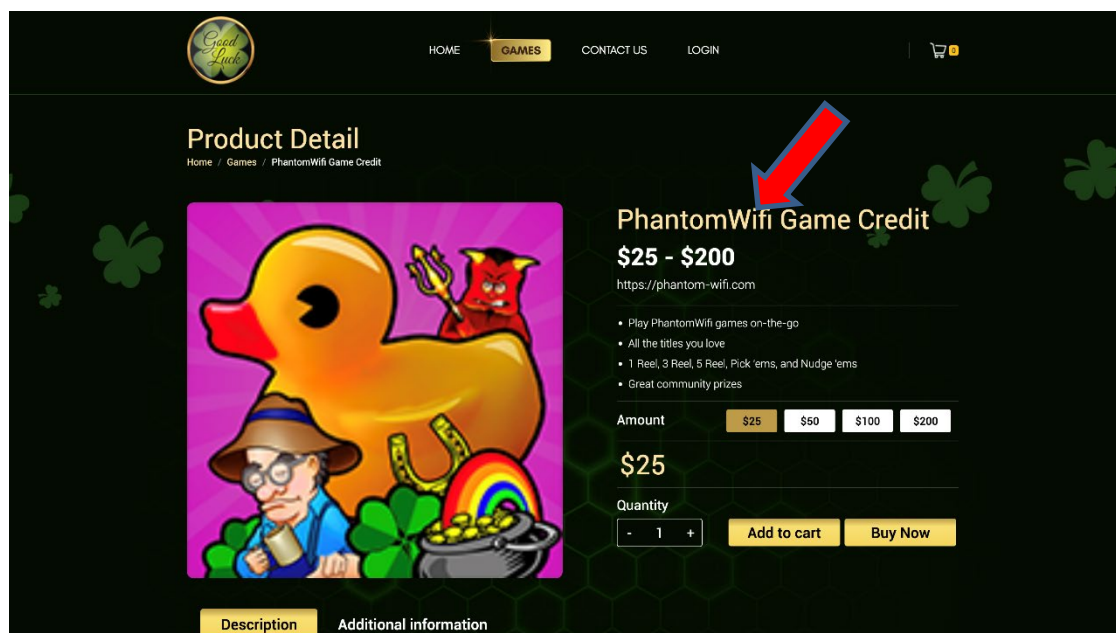 Good
Luck
HOME GAMES CONTACT US LOGIN
0
Product Detail
Home / Games / PhantomWifi Game Credit
PhantomWifi Game Credit
$25 - $200
https://phantom-wifi.com
• Play PhantomWifi games on-the-go
• All the titles you love
• 1 Reel, 3 Reel, 5 Reel, Pick 'ems, and Nudge 'ems
• Great community prizes
Amount $25 $50 $100 $200
$25
Quantity
- 1 + Add to cart Buy Now
Description Additional information